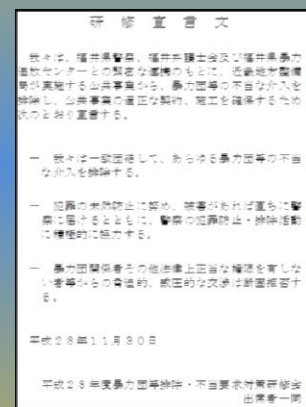 研修宣言文
我々は、福井県警察、福井弁護士会及び福井県暴力
追放センターとの緊密な連携のもとに、近畿地方整備
局が実施する公共事業から、暴力団等の不当な介入を
排除し、公共事業の適正な契約、施工を確保するため
次のとおり宣言する。
一 我々は一致団結して、あらゆる暴力団等の不当
な介入を排除する。
一 犯罪の未然防止に努め、被害があれば直ちに警
察に届けるとともに、警察の犯罪防止・排除活動
に積極的に協力する。
一 暴力団関係者その他法律上正当な権限を有しな
い者等からの脅迫的、威圧的な交渉は断固拒否す
る。
平成28年11月30日
平成28年度暴力団等排除・不当要求対策研修会
出席者一同